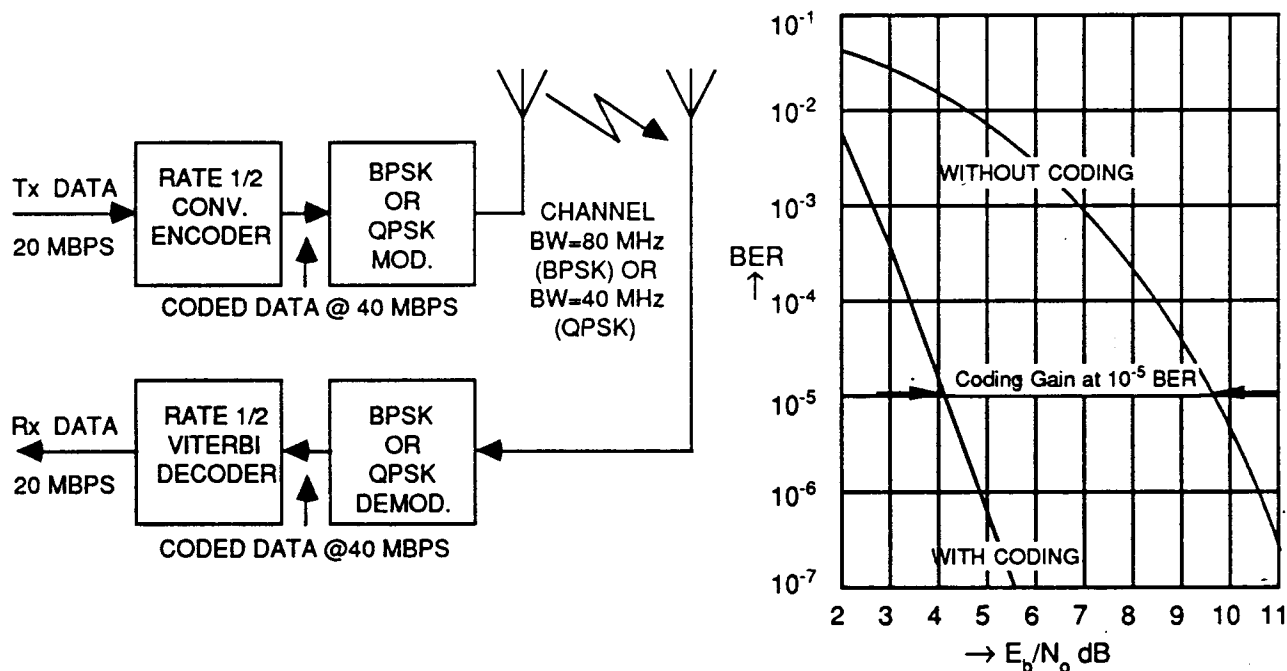 Tx DATA
20 MBPS
RATE 1/2
CONV.
ENCODER
BPSK
OR
QPSK
MOD.
CODED DATA @ 40 MBPS
CHANNEL
BW=80 MHz
(BPSK) OR
BW=40 MHz
(QPSK)
Rx DATA
20 MBPS
RATE 1/2
VITERBI
DECODER
BPSK
OR
QPSK
DEMOD.
CODED DATA @40 MBPS
10⁻¹
10⁻²
10⁻³
10⁻⁴
10⁻⁵
10⁻⁶
10⁻⁷
BER
↑
WITHOUT CODING
Coding Gain at 10⁻⁵ BER
WITH CODING
2 3 4 5 6 7 8 9 10 11
→ E_b/N_o dB